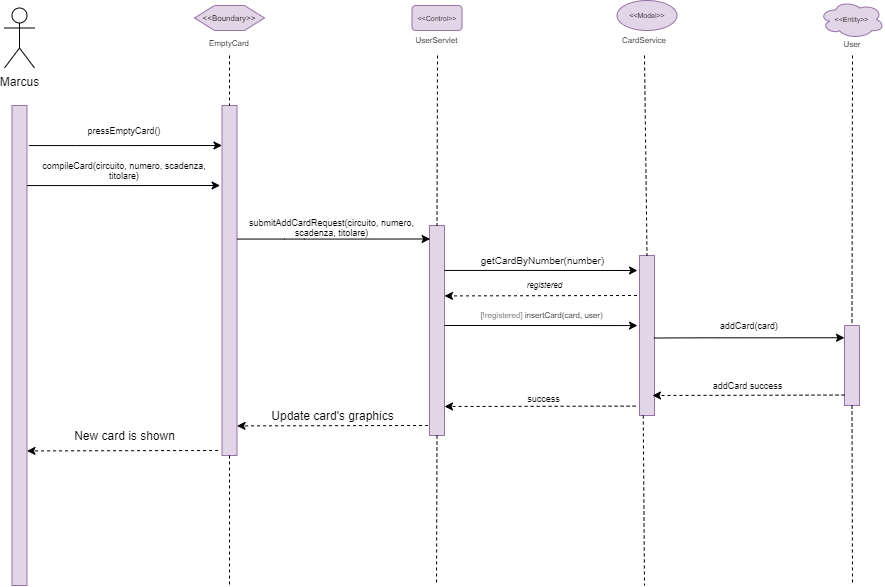 <<Boundary>>
<<Control>>
<<Model>>
<<Entity>>
EmptyCard
UserServlet
CardService
User
Marcus
pressEmptyCard()
compileCard(circuito, numero, scadenza,
titolare)
submitAddCardRequest(circuito, numero,
scadenza, titolare)
getCardByNumber(number)
registered
[!registered] insertCard(card, user)
addCard(card)
addCard success
success
Update card's graphics
New card is shown